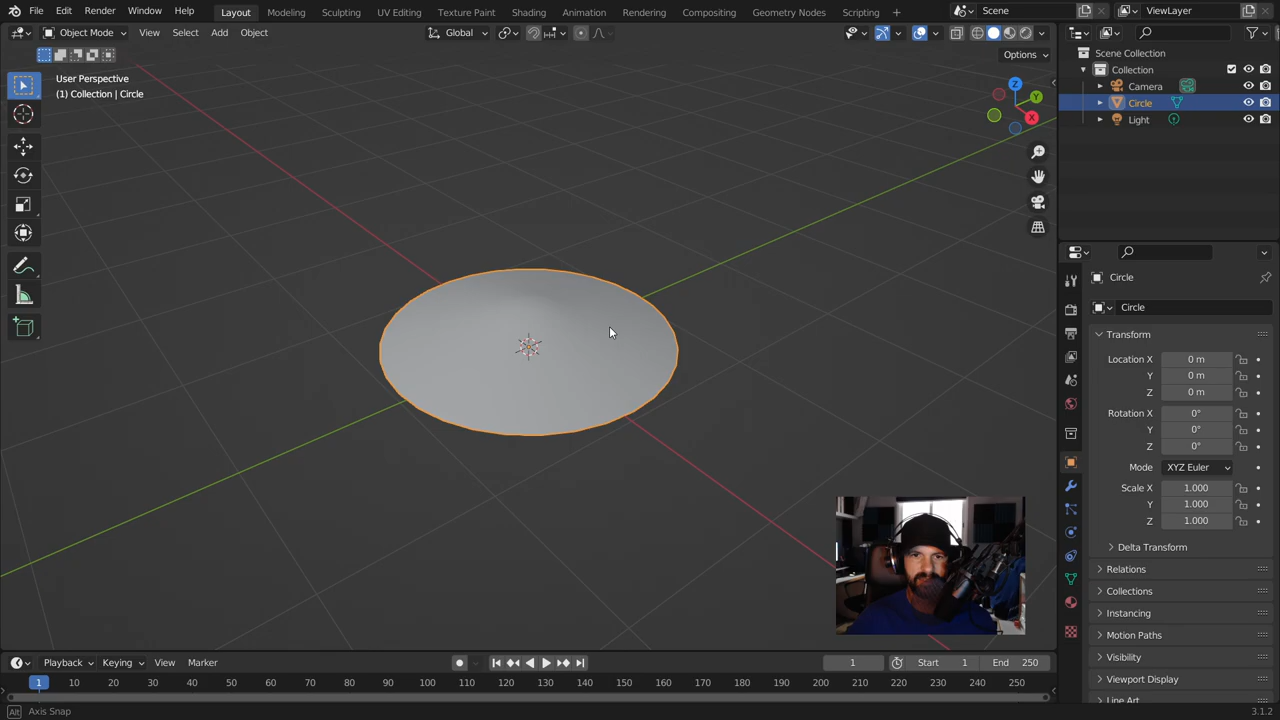 File Edit Render Window Help Layout Modeling Sculpting UV Editing Texture Paint Shading Animation Rendering Compositing Geometry Nodes Scripting Scene ViewLayer
Object Mode View Select Add Object Global
Options
User Perspective
(1) Collection | Circle
Z
Y
X
Scene Collection
Collection
Camera
Circle
Light
Circle
Circle
Transform
Location X 0 m
Y 0 m
Z 0 m
Rotation X 0°
Y 0°
Z 0°
Mode XYZ Euler
Scale X 1.000
Y 1.000
Z 1.000
Delta Transform
Relations
Collections
Instancing
Motion Paths
Visibility
Viewport Display
Line Art
Playback Keying View Marker 1 Start 1 End 250
1 10 20 30 40 50 60 70 80 90 100 110 120 130 140 150 160 170 180 190 200 210 220 230 240 250
Alt Axis Snap 3.1.2